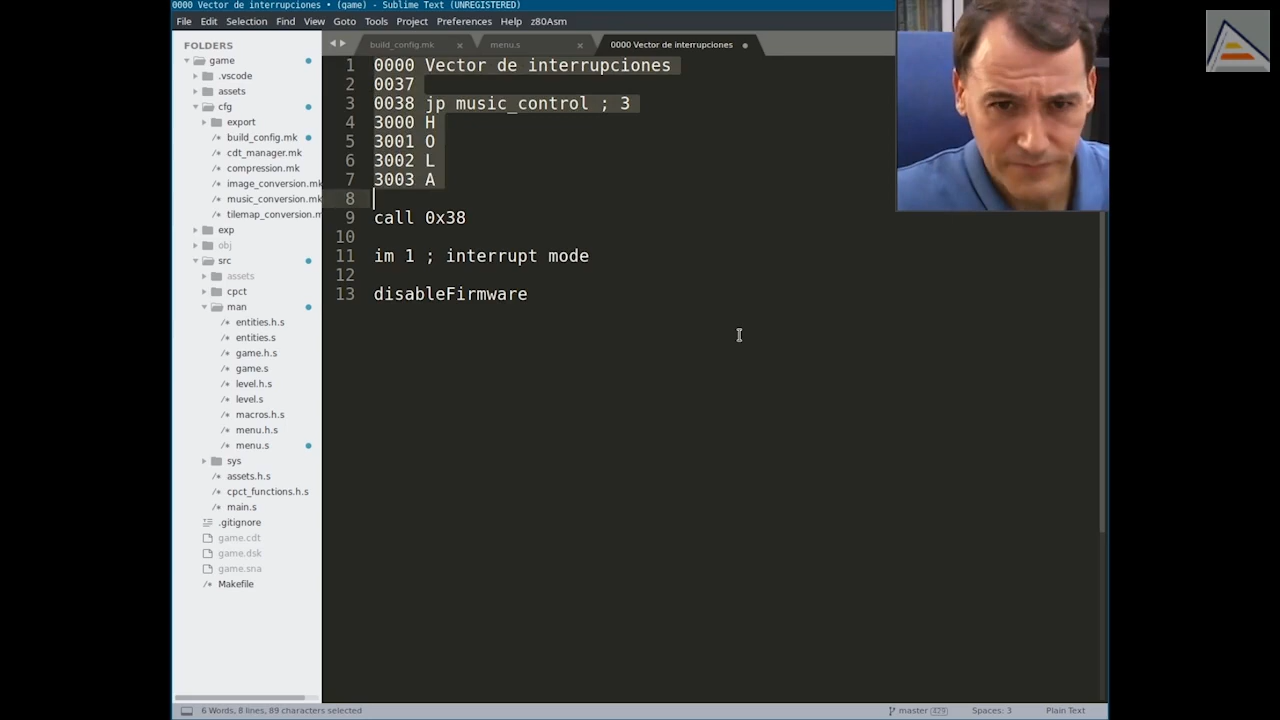 0000 Vector de interrupciones • (game) - Sublime Text (UNREGISTERED)
File Edit Selection Find View Goto Tools Project Preferences Help z80Asm
FOLDERS
game
.vscode
assets
cfg
export
build_config.mk
cdt_manager.mk
compression.mk
image_conversion.mk
music_conversion.mk
tilemap_conversion.m
exp
obj
src
assets
cpct
man
entities.h.s
entities.s
game.h.s
game.s
level.h.s
level.s
macros.h.s
menu.h.s
menu.s
sys
assets.h.s
cpct_functions.h.s
main.s
.gitignore
game.cdt
game.dsk
game.sna
Makefile
build_config.mk × menu.s × 0000 Vector de interrupciones •
1 0000 Vector de interrupciones
2 0037
3 0038 jp music_control ; 3
4 3000 H
5 3001 O
6 3002 L
7 3003 A
8
9 call 0x38
10
11 im 1 ; interrupt mode
12
13 disableFirmware
6 Words, 8 lines, 89 characters selected
master 429 Spaces: 3 Plain Text